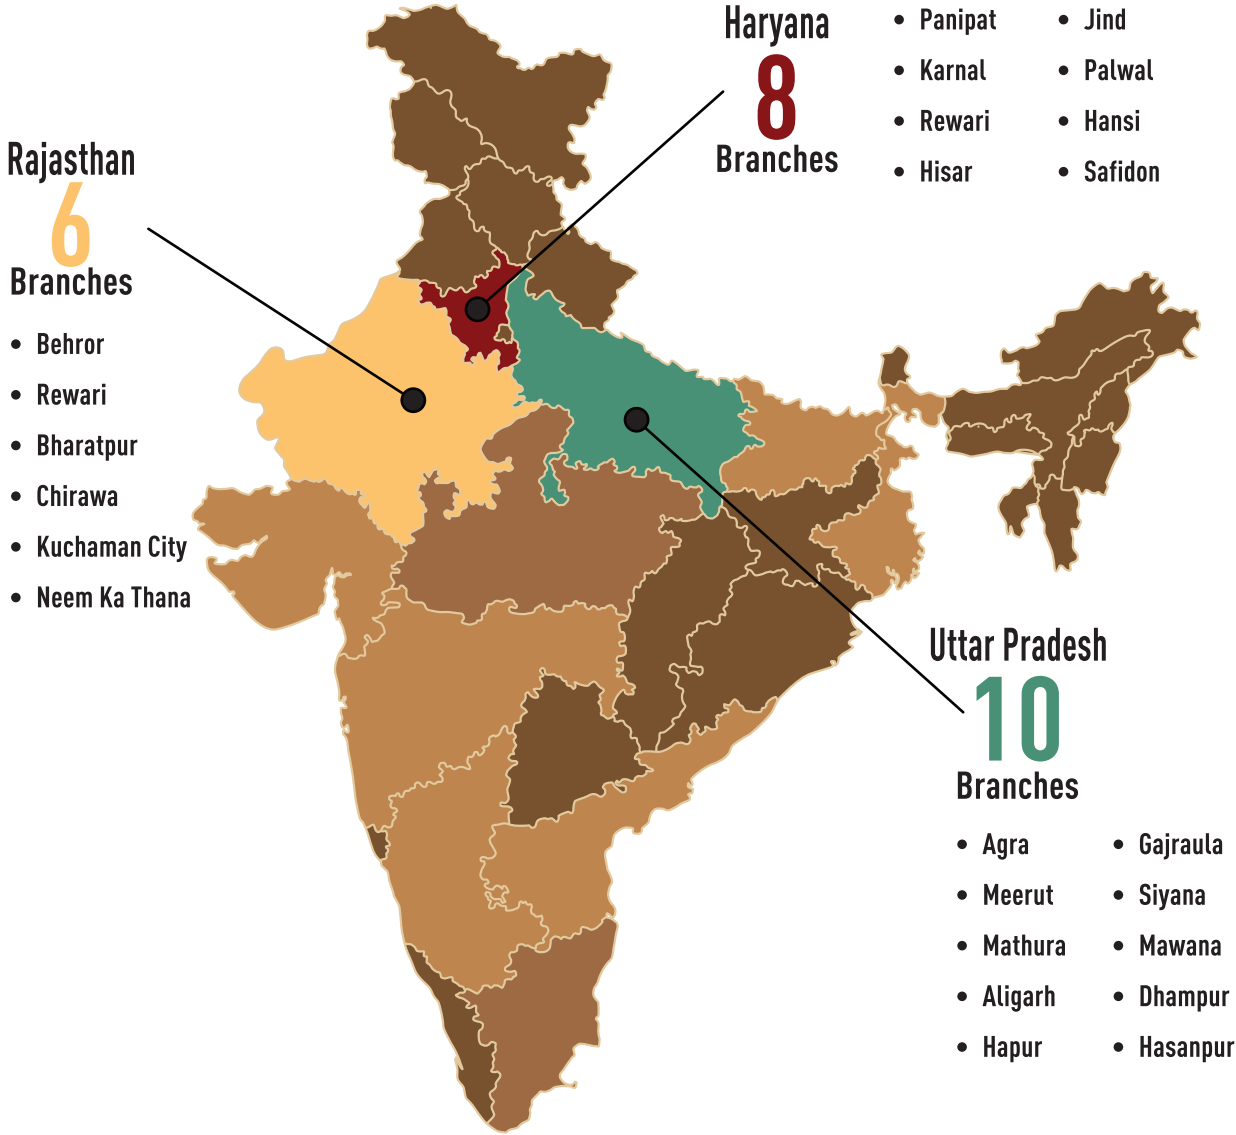 Haryana
8
Branches
Panipat
Karnal
Rewari
Hisar
Jind
Palwal
Hansi
Safidon
Rajasthan
6
Branches
Behror
Rewari
Bharatpur
Chirawa
Kuchaman City
Neem Ka Thana
Uttar Pradesh
10
Branches
Agra
Meerut
Mathura
Aligarh
Hapur
Gajraula
Siyana
Mawana
Dhampur
Hasanpur